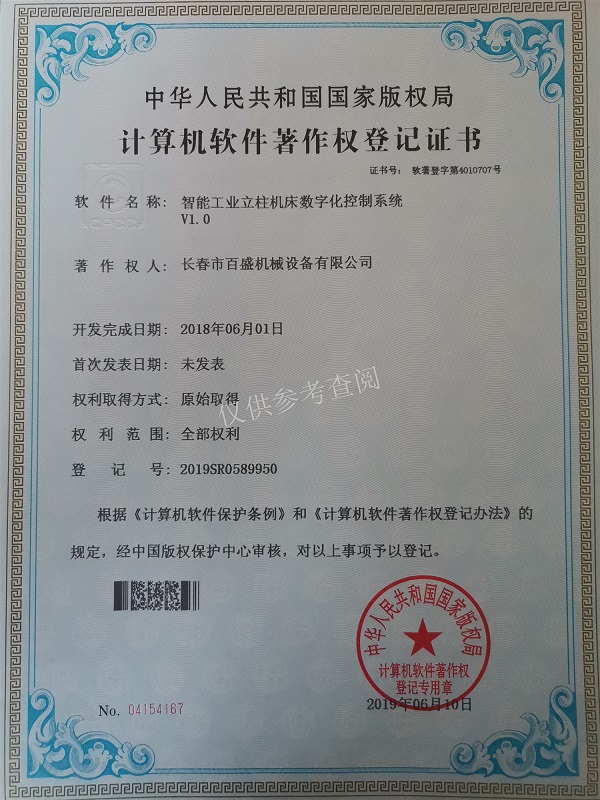 中华人民共和国国家版权局
计算机软件著作权登记证书
证书号： 软著登字第4010707号
软件名称： 智能工业立柱机床数字化控制系统
V1.0
著作权人： 长春市百盛机械设备有限公司
开发完成日期： 2018年06月01日
首次发表日期： 未发表
权利取得方式： 原始取得
权利范围： 全部权利
登记号： 2019SR0589950
仅供参考查阅
根据《计算机软件保护条例》和《计算机软件著作权登记办法》的
规定，经中国版权保护中心审核，对以上事项予以登记。
中华人民共和国国家版权局
计算机软件著作权
登记专用章
No. 04154167
2019年06月10日